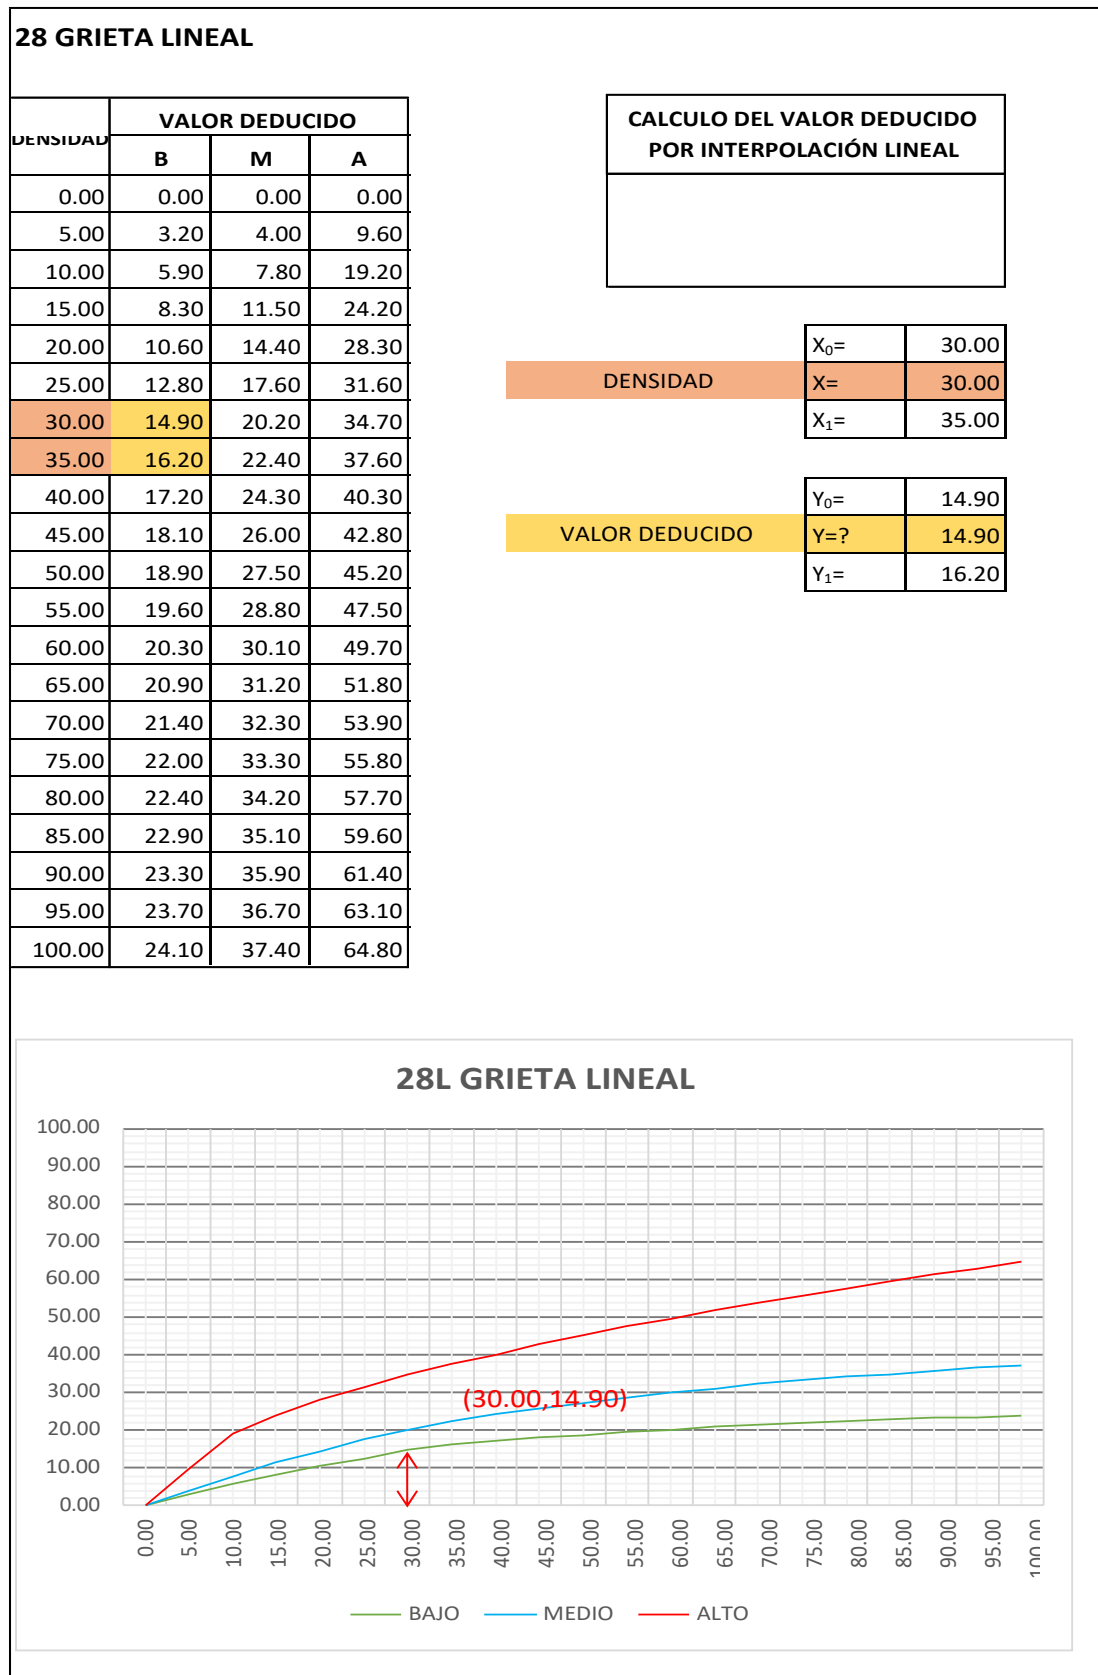 28 GRIETA LINEAL
DENSIDAD VALOR DEDUCIDO
B M A
0.00 0.00 0.00 0.00
5.00 3.20 4.00 9.60
10.00 5.90 7.80 19.20
15.00 8.30 11.50 24.20
20.00 10.60 14.40 28.30
25.00 12.80 17.60 31.60
30.00 14.90 20.20 34.70
35.00 16.20 22.40 37.60
40.00 17.20 24.30 40.30
45.00 18.10 26.00 42.80
50.00 18.90 27.50 45.20
55.00 19.60 28.80 47.50
60.00 20.30 30.10 49.70
65.00 20.90 31.20 51.80
70.00 21.40 32.30 53.90
75.00 22.00 33.30 55.80
80.00 22.40 34.20 57.70
85.00 22.90 35.10 59.60
90.00 23.30 35.90 61.40
95.00 23.70 36.70 63.10
100.00 24.10 37.40 64.80
CALCULO DEL VALOR DEDUCIDO
POR INTERPOLACIÓN LINEAL
X₀= 30.00
DENSIDAD X= 30.00
X₁= 35.00
Y₀= 14.90
VALOR DEDUCIDO Y=? 14.90
Y₁= 16.20
28L GRIETA LINEAL
100.00
90.00
80.00
70.00
60.00
50.00
40.00
30.00
20.00
10.00
0.00
(30.00,14.90)
0.00 5.00 10.00 15.00 20.00 25.00 30.00 35.00 40.00 45.00 50.00 55.00 60.00 65.00 70.00 75.00 80.00 85.00 90.00 95.00 100.00
BAJO MEDIO ALTO